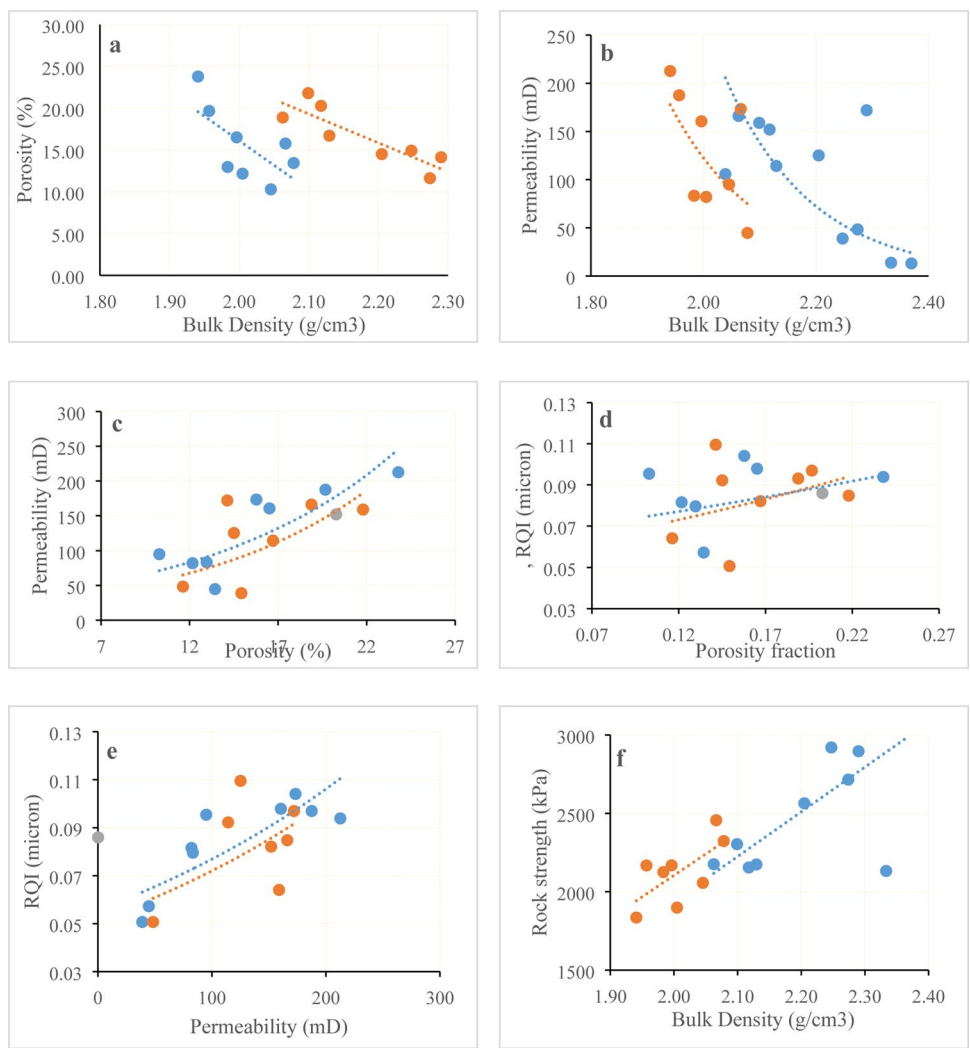 a
30.00
25.00
20.00
15.00
10.00
5.00
0.00
Porosity (%)
1.80 1.90 2.00 2.10 2.20 2.30
Bulk Density (g/cm3)
b
250
200
150
100
50
0
Permeability (mD)
1.80 2.00 2.20 2.40
Bulk Density (g/cm3)
c
300
250
200
150
100
50
0
Permeability (mD)
7 12 17 22 27
Porosity (%)
d
0.13
0.11
0.09
0.07
0.05
0.03
, RQI (micron)
0.07 0.12 0.17 0.22 0.27
Porosity fraction
e
0.13
0.11
0.09
0.07
0.05
0.03
RQI (micron)
0 100 200 300
Permeability (mD)
f
3000
2500
2000
1500
Rock strength (kPa)
1.90 2.00 2.10 2.20 2.30 2.40
Bulk Density (g/cm3)